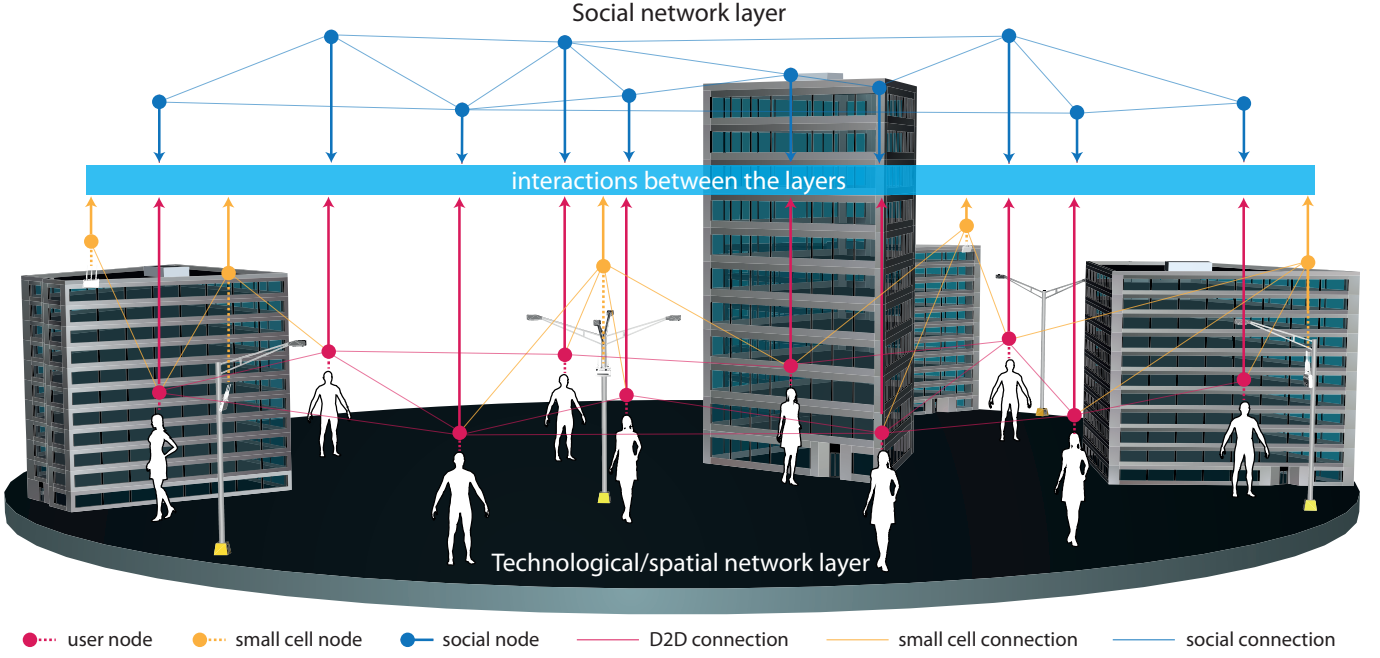 Social network layer
interactions between the layers
Technological/spatial network layer
user node
small cell node
social node
D2D connection
small cell connection
social connection